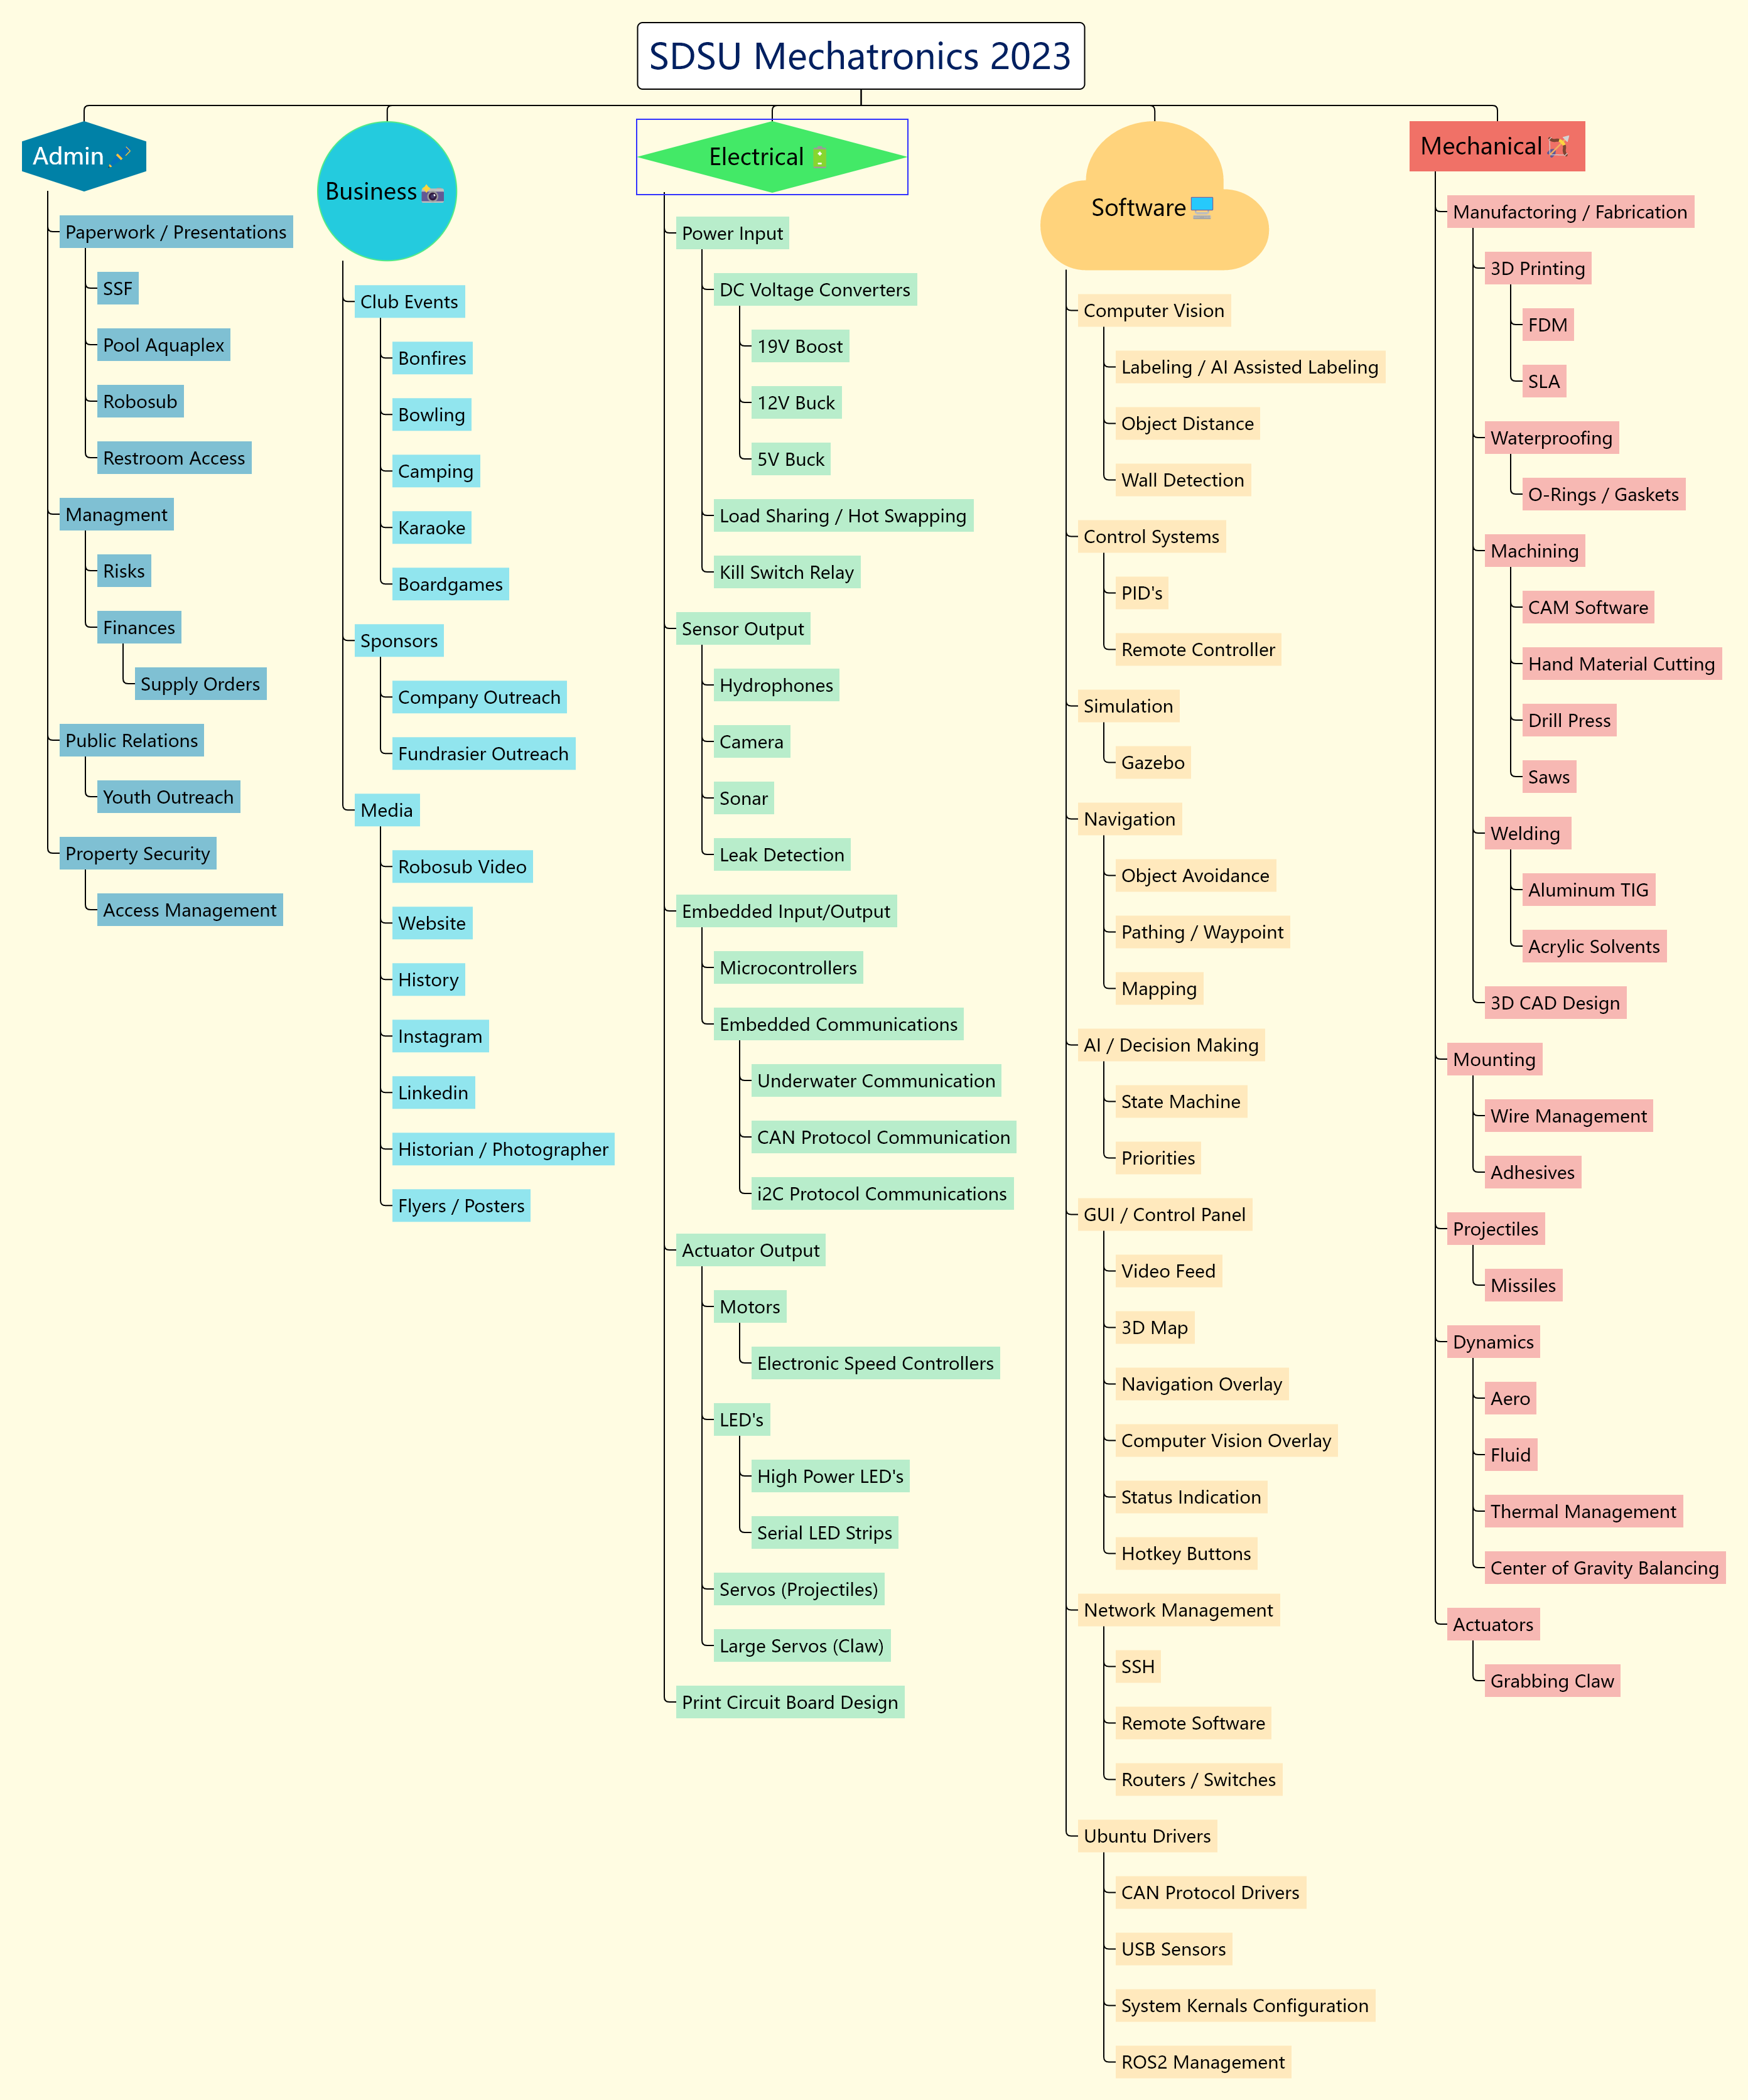 SDSU Mechatronics 2023
Admin
Paperwork / Presentations
SSF
Pool Aquaplex
Robosub
Restroom Access
Managment
Risks
Finances
Supply Orders
Public Relations
Youth Outreach
Property Security
Access Management
Business
Club Events
Bonfires
Bowling
Camping
Karaoke
Boardgames
Sponsors
Company Outreach
Fundrasier Outreach
Media
Robosub Video
Website
History
Instagram
Linkedin
Historian / Photographer
Flyers / Posters
Electrical
Power Input
DC Voltage Converters
19V Boost
12V Buck
5V Buck
Load Sharing / Hot Swapping
Kill Switch Relay
Sensor Output
Hydrophones
Camera
Sonar
Leak Detection
Embedded Input/Output
Microcontrollers
Embedded Communications
Underwater Communication
CAN Protocol Communication
i2C Protocol Communications
Actuator Output
Motors
Electronic Speed Controllers
LED's
High Power LED's
Serial LED Strips
Servos (Projectiles)
Large Servos (Claw)
Print Circuit Board Design
Software
Computer Vision
Labeling / AI Assisted Labeling
Object Distance
Wall Detection
Control Systems
PID's
Remote Controller
Simulation
Gazebo
Navigation
Object Avoidance
Pathing / Waypoint
Mapping
AI / Decision Making
State Machine
Priorities
GUI / Control Panel
Video Feed
3D Map
Navigation Overlay
Computer Vision Overlay
Status Indication
Hotkey Buttons
Network Management
SSH
Remote Software
Routers / Switches
Ubuntu Drivers
CAN Protocol Drivers
USB Sensors
System Kernals Configuration
ROS2 Management
Mechanical
Manufactoring / Fabrication
3D Printing
FDM
SLA
Waterproofing
O-Rings / Gaskets
Machining
CAM Software
Hand Material Cutting
Drill Press
Saws
Welding
Aluminum TIG
Acrylic Solvents
3D CAD Design
Mounting
Wire Management
Adhesives
Projectiles
Missiles
Dynamics
Aero
Fluid
Thermal Management
Center of Gravity Balancing
Actuators
Grabbing Claw